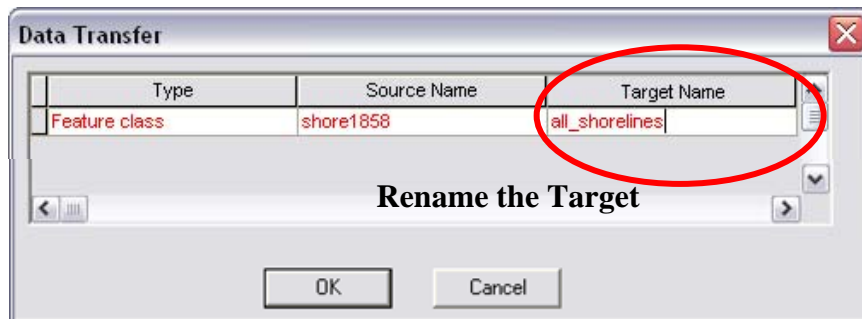 Data Transfer
Type Source Name Target Name
Feature class shore1858 all_shorelines
Rename the Target
OK Cancel